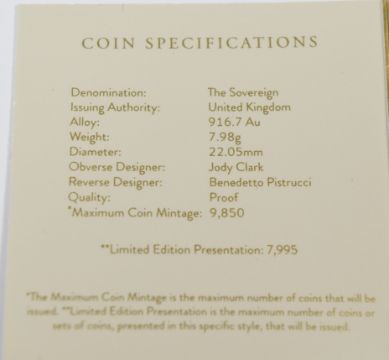 COIN SPECIFICATIONS
Denomination: The Sovereign
Issuing Authority: United Kingdom
Alloy: 916.7 Au
Weight: 7.98g
Diameter: 22.05mm
Obverse Designer: Jody Clark
Reverse Designer: Benedetto Pistrucci
Quality: Proof
*Maximum Coin Mintage: 9,850
**Limited Edition Presentation: 7,995
*The Maximum Coin Mintage is the maximum number of coins that will be
issued. **Limited Edition Presentation is the maximum number of coins or
sets of coins, presented in this specific style, that will be issued.